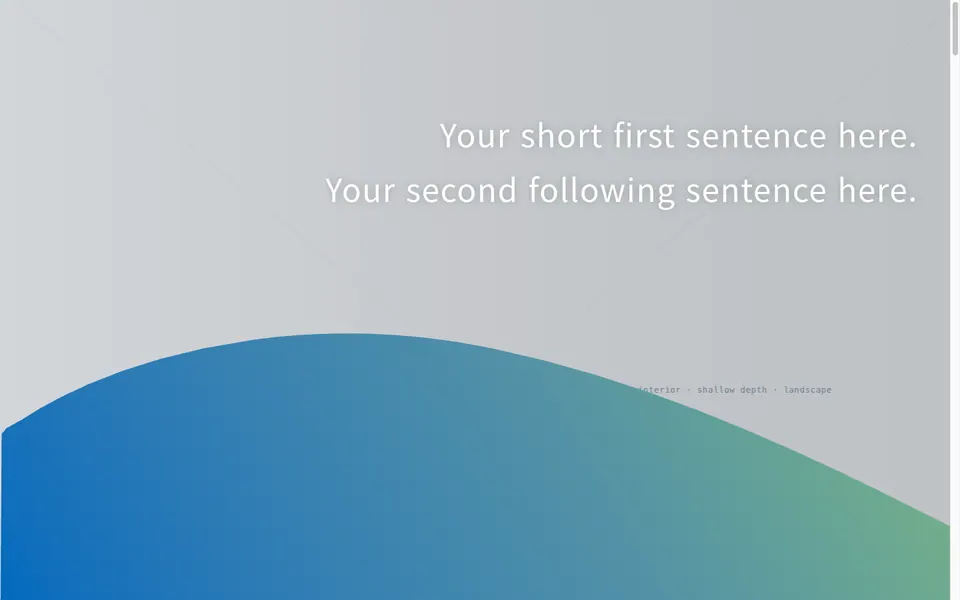 Your short first sentence here.
Your second following sentence here.
interior · shallow depth · landscape